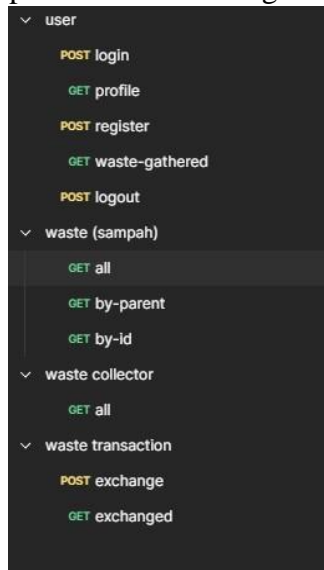 user
POST login
GET profile
POST register
GET waste-gathered
POST logout
waste (sampah)
GET all
GET by-parent
GET by-id
waste collector
GET all
waste transaction
POST exchange
GET exchanged